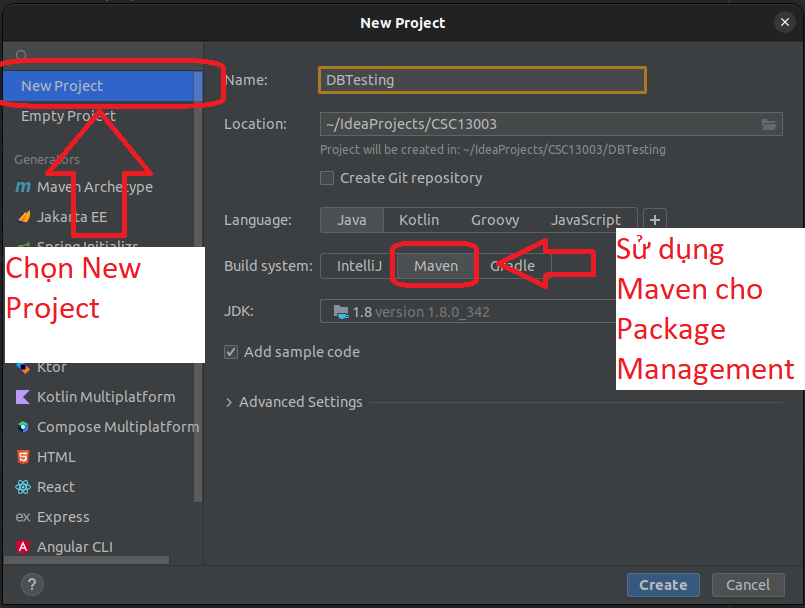 New Project
New Project
Empty Project
Generators
Maven Archetype
Jakarta EE
Spring Initializr
Chọn New
Project
Ktor
Kotlin Multiplatform
Compose Multiplatform
HTML
React
Express
Angular CLI
Name:
DBTesting
Location:
~/IdeaProjects/CSC13003
Project will be created in: ~/IdeaProjects/CSC13003/DBTesting
Create Git repository
Language:
Java Kotlin Groovy JavaScript +
Build system:
IntelliJ Maven Gradle
JDK:
1.8 version 1.8.0_342
Add sample code
Advanced Settings
Sử dụng
Maven cho
Package
Management
? Create Cancel